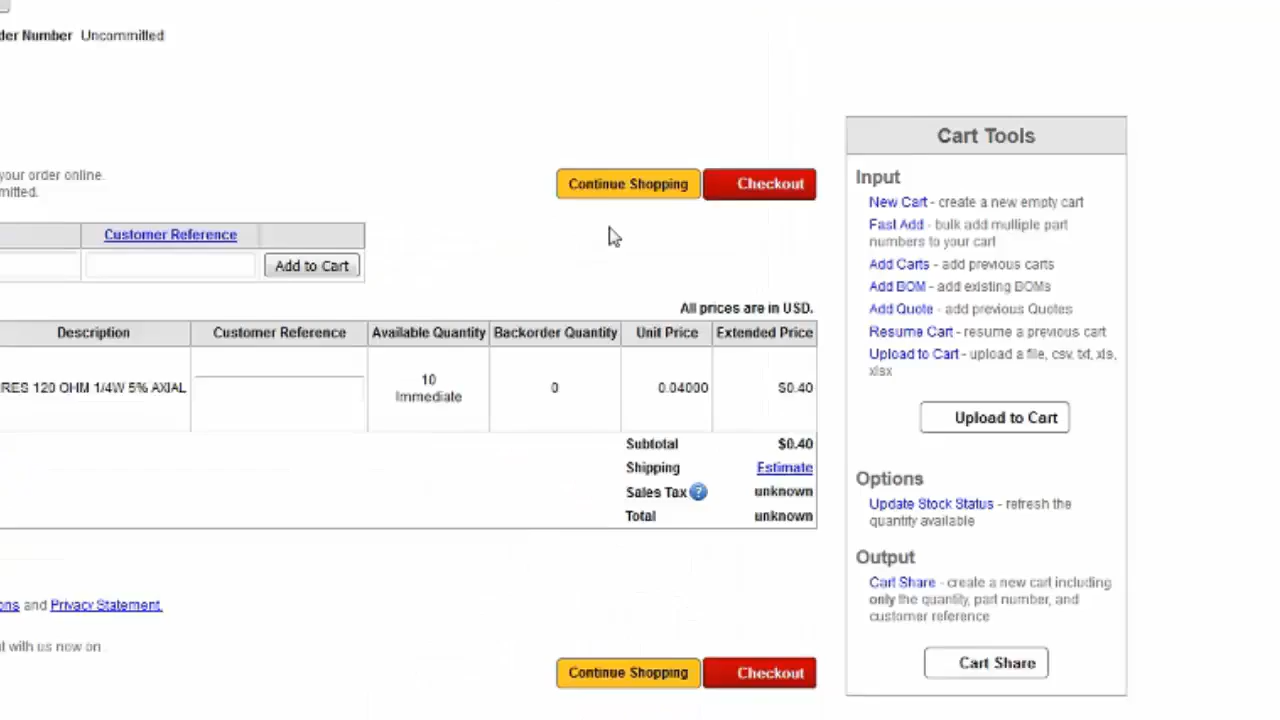 der Number Uncommitted
your order online.
mitted.
Continue Shopping
Checkout
Customer Reference
Add to Cart
All prices are in USD.
Description Customer Reference Available Quantity Backorder Quantity Unit Price Extended Price
RES 120 OHM 1/4W 5% AXIAL 10 0 0.04000 $0.40
Immediate
Subtotal $0.40
Shipping Estimate
Sales Tax ? unknown
Total unknown
ons and Privacy Statement.
t with us now on
Continue Shopping
Checkout
Cart Tools
Input
New Cart - create a new empty cart
Fast Add - bulk add multiple part
numbers to your cart
Add Carts - add previous carts
Add BOM - add existing BOMs
Add Quote - add previous Quotes
Resume Cart - resume a previous cart
Upload to Cart - upload a file, csv, txt, xls,
xlsx
Upload to Cart
Options
Update Stock Status - refresh the
quantity available
Output
Cart Share - create a new cart including
only the quantity, part number, and
customer reference
Cart Share